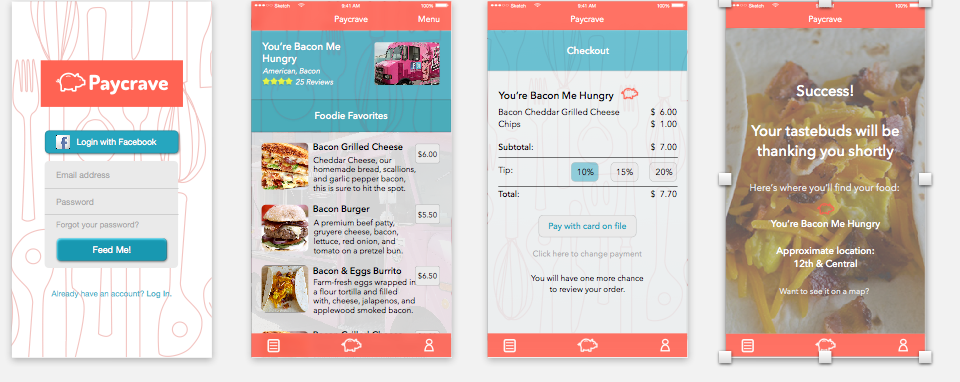 Paycrave
Login with Facebook
Email address
Password
Forgot your password?
Feed Me!
Already have an account? Log In.
Sketch
9:41 AM
100%
Paycrave
Menu
You're Bacon Me
Hungry
American, Bacon
25 Reviews
Foodie Favorites
Bacon Grilled Cheese
Cheddar Cheese, our
homemade bread, scallions,
and garlic pepper bacon,
this is sure to hit the spot.
$6.00
Bacon Burger
A premium beef patty,
gruyere cheese, bacon,
lettuce, red onion, and
tomato on a pretzel bun.
$5.50
Bacon & Eggs Burrito
Farm-fresh eggs wrapped in
a flour tortilla and filled
with, cheese, jalapenos, and
applewood smoked bacon.
$6.50
Sketch
9:41 AM
100%
Paycrave
Checkout
You're Bacon Me Hungry
Bacon Cheddar Grilled Cheese $ 6.00
Chips $ 1.00
Subtotal: $ 7.00
Tip: 10% 15% 20%
Total: $ 7.70
Pay with card on file
Click here to change payment
You will have one more chance
to review your order.
Sketch
9:41 AM
100%
Paycrave
Success!
Your tastebuds will be
thanking you shortly
Here's where you'll find your food:
You're Bacon Me Hungry
Approximate location:
12th & Central
Want to see it on a map?